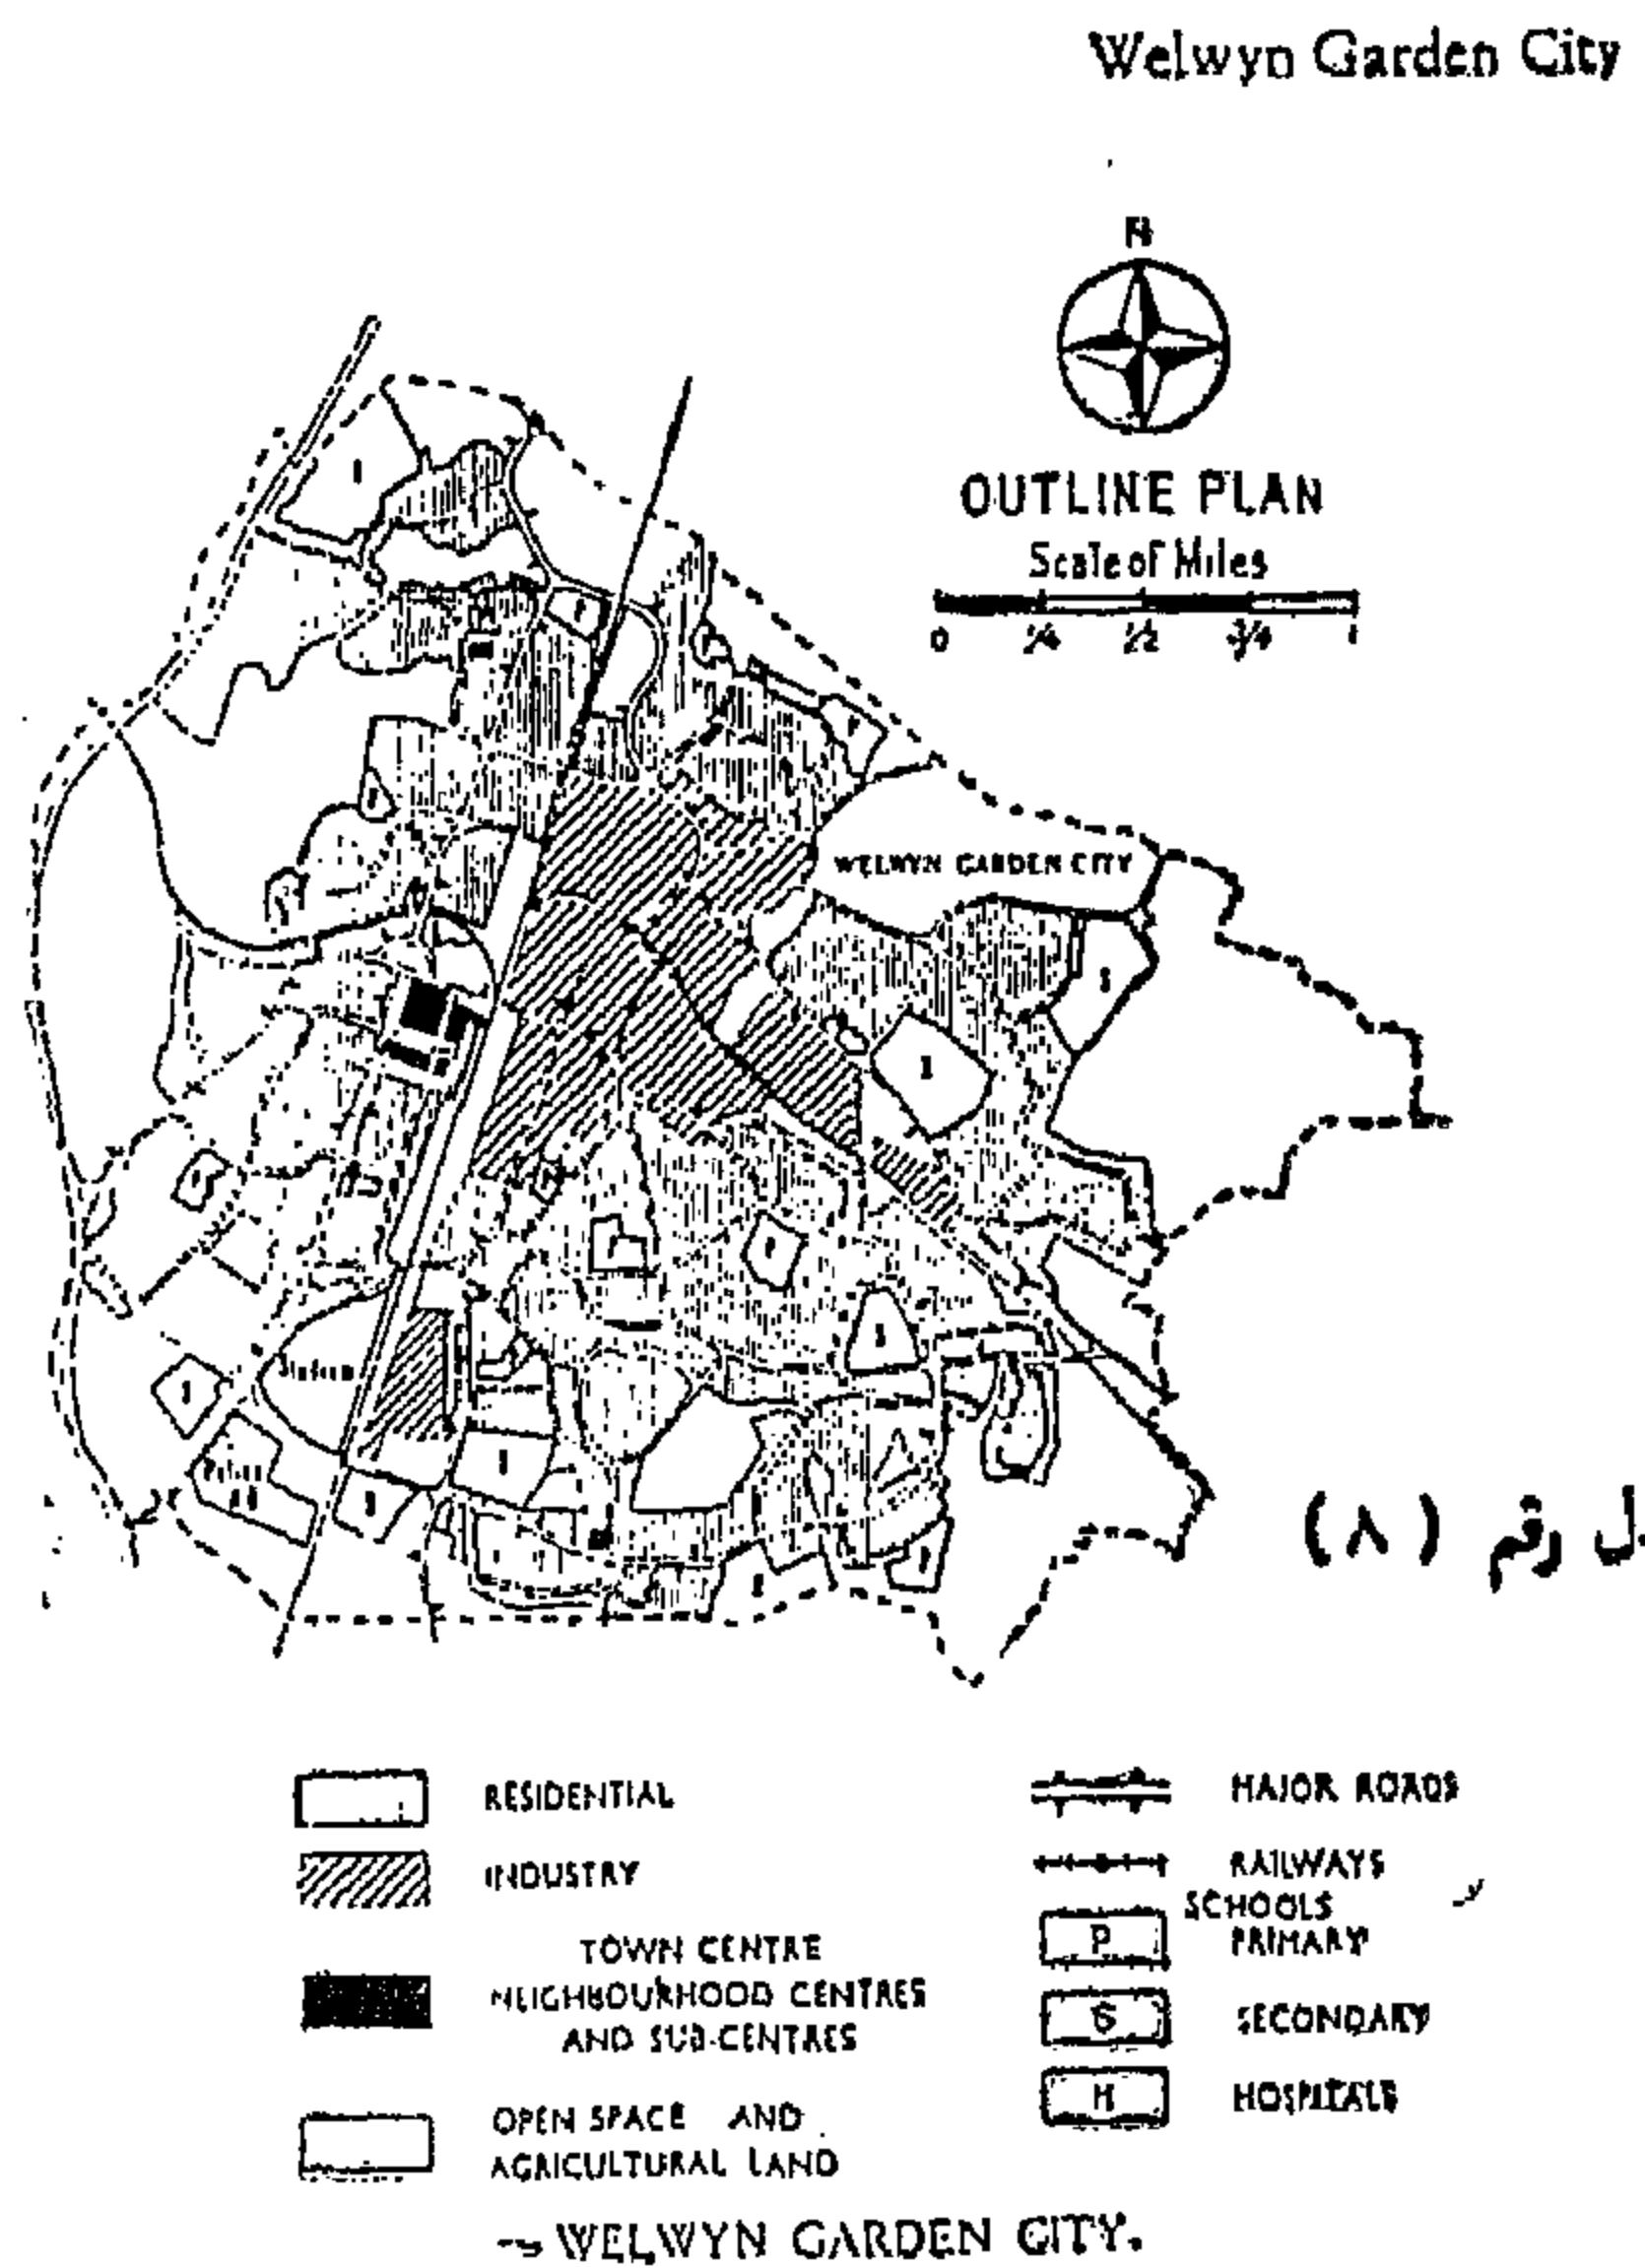 Welwyn Garden City
N
OUTLINE PLAN
Scale of Miles
0 1/4 1/2 3/4 1
WELWYN GARDEN CITY
رقم (٨)
RESIDENTIAL
INDUSTRY
TOWN CENTRE
NEIGHBOURHOOD CENTRES
AND SUB-CENTRES
OPEN SPACE AND
AGRICULTURAL LAND
MAJOR ROADS
RAILWAYS
SCHOOLS
P PRIMARY
S SECONDARY
H HOSPITALS
WELWYN GARDEN CITY.